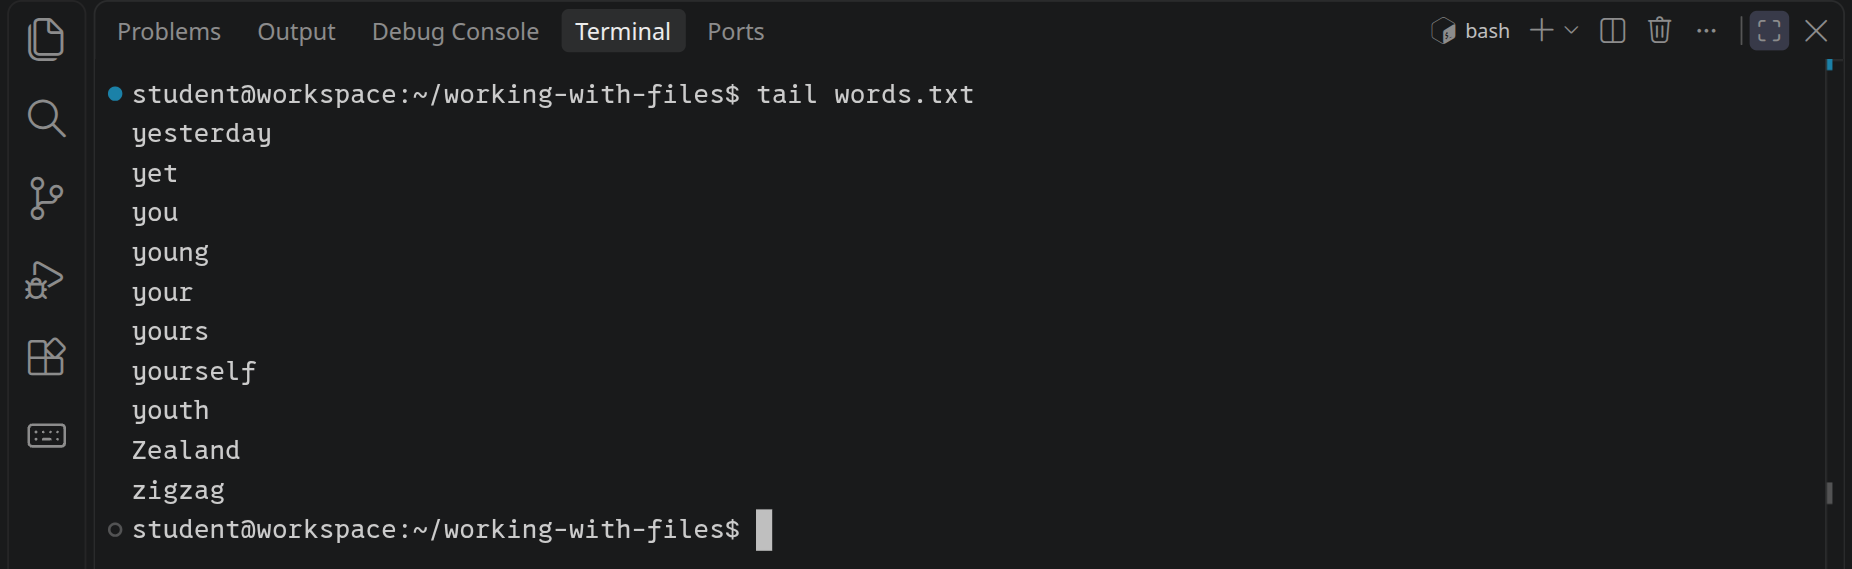 Problems Output Debug Console Terminal Ports bash
student@workspace:~/working-with-files$ tail words.txt
yesterday
yet
you
young
your
yours
yourself
youth
Zealand
zigzag
student@workspace:~/working-with-files$